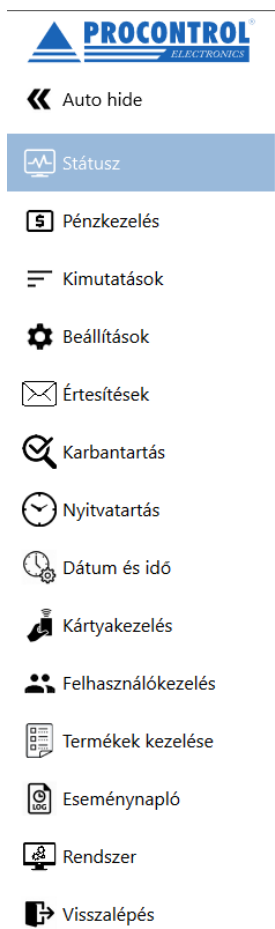 PROCONTROL®
ELECTRONICS
Auto hide
Státusz
Pénzkezelés
Kimutatások
Beállítások
Értesítések
Karbantartás
Nyitvatartás
Dátum és idő
Kártyakezelés
Felhasználókezelés
Termékek kezelése
LOG
Eseménynapló
Rendszer
Visszalépés